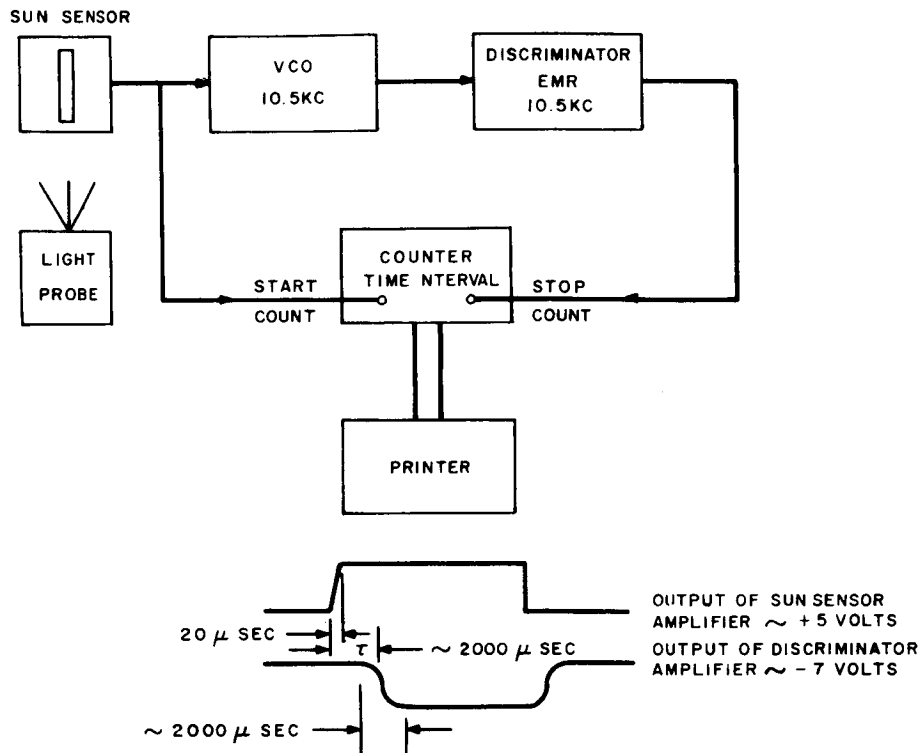 SUN SENSOR
VCO
10.5KC
DISCRIMINATOR
EMR
10.5KC
LIGHT
PROBE
START
COUNT
COUNTER
TIME NTERVAL
STOP
COUNT
PRINTER
OUTPUT OF SUN SENSOR
AMPLIFIER ~ +5 VOLTS
20 μ SEC
τ
~ 2000 μ SEC
OUTPUT OF DISCRIMINATOR
AMPLIFIER ~ -7 VOLTS
~ 2000 μ SEC